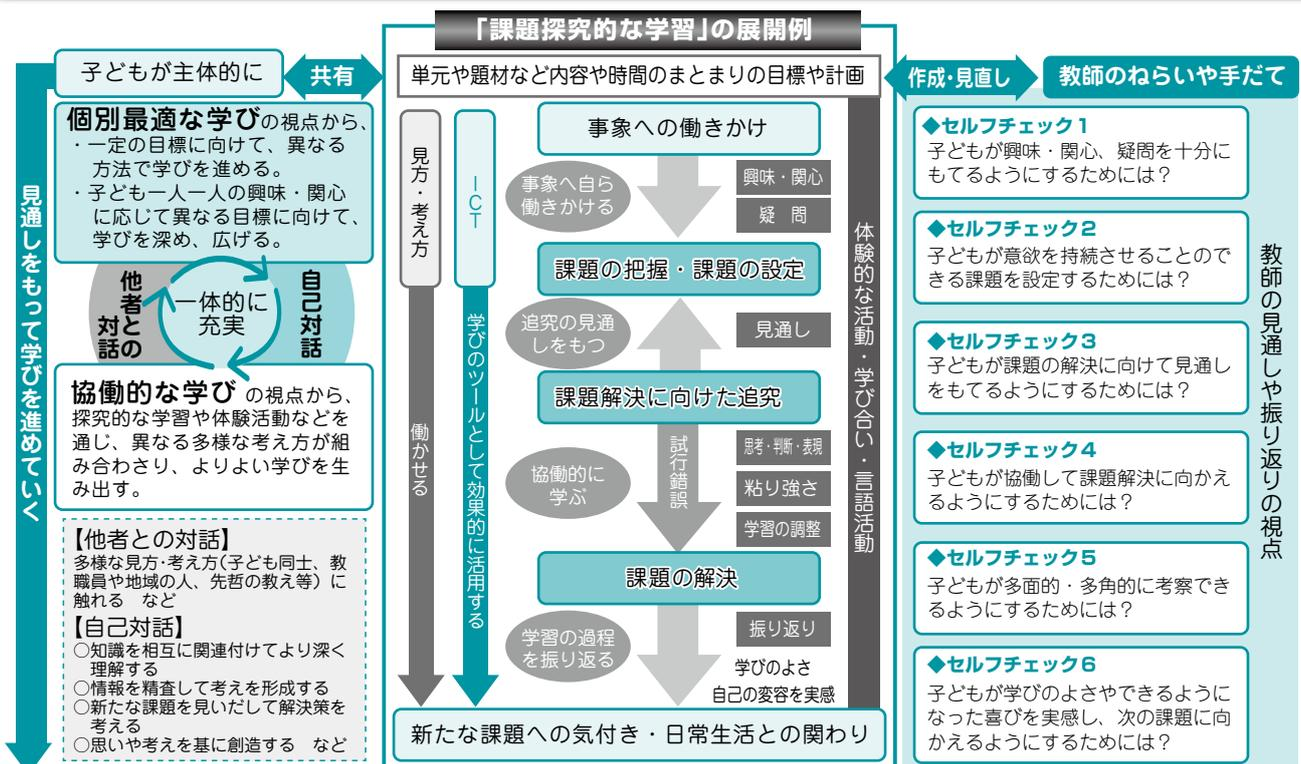 「課題探究的な学習」の展開例
子どもが主体的に
共有
単元や題材など内容や時間のまとまりの目標や計画
作成・見直し
教師のねらいや手だて
見通しをもって学びを進めていく
個別最適な学びの視点から、
・一定の目標に向けて、異なる
方法で学びを進める。
・子ども一人一人の興味・関心
に応じて異なる目標に向けて、
学びを深め、広げる。
他者との
対話
一体的に
充実
自己対話
協働的な学び の視点から、
探究的な学習や体験活動などを
通じ、異なる多様な考え方が組
み合わさり、よりよい学びを生
み出す。
【他者との対話】
多様な見方・考え方(子ども同士、教
職員や地域の人、先哲の教え等）に
触れる　など
【自己対話】
○知識を相互に関連付けてより深く
理解する
○情報を精査して考えを形成する
○新たな課題を見いだして解決策を
考える
○思いや考えを基に創造する　など
見方・考え方
働かせる
ICT
学びのツールとして効果的に活用する
事象への働きかけ
事象へ自ら
働きかける
興味・関心
疑　問
課題の把握・課題の設定
追究の見通
しをもつ
見通し
課題解決に向けた追究
協働的に
学ぶ
試行錯誤
思考・判断・表現
粘り強さ
学習の調整
課題の解決
学習の過程
を振り返る
振り返り
学びのよさ
自己の変容を実感
体験的な活動・学び合い・言語活動
新たな課題への気付き・日常生活との関わり
◆セルフチェック1
子どもが興味・関心、疑問を十分に
もてるようにするためには？
◆セルフチェック2
子どもが意欲を持続させることので
きる課題を設定するためには？
◆セルフチェック3
子どもが課題の解決に向けて見通し
をもてるようにするためには？
◆セルフチェック4
子どもが協働して課題解決に向かえ
るようにするためには？
◆セルフチェック5
子どもが多面的・多角的に考察でき
るようにするためには？
◆セルフチェック6
子どもが学びのよさやできるように
なった喜びを実感し、次の課題に向
かえるようにするためには？
教師の見通しや振り返りの視点